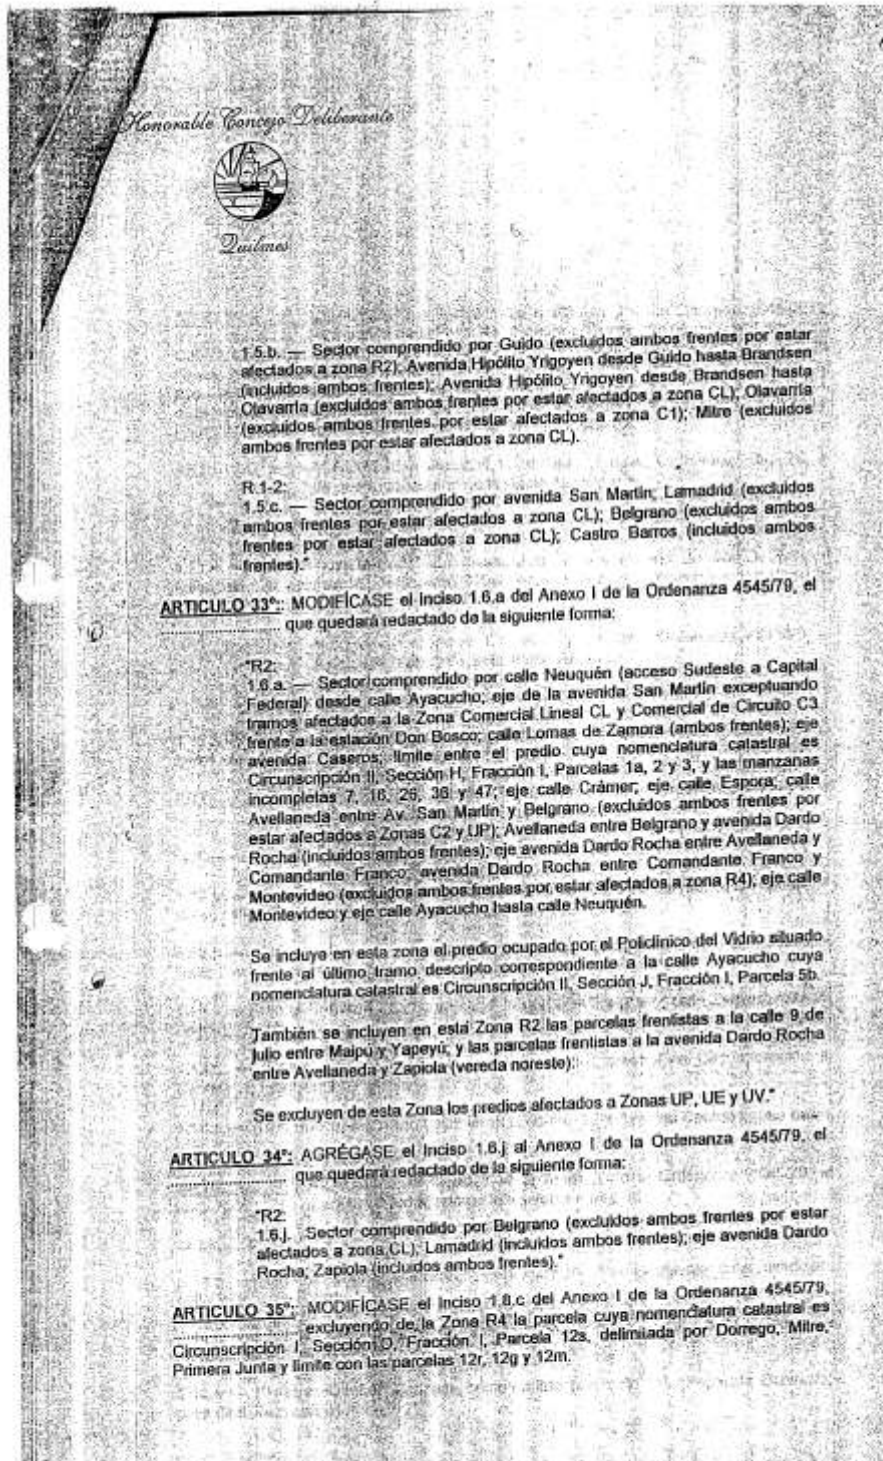 Honorable Concejo Deliberante
Quilmes
1.5.b. — Sector comprendido por Guido (excluidos ambos frentes por estar
afectados a zona R2); Avenida Hipólito Yrigoyen desde Guido hasta Brandsen
(incluidos ambos frentes); Avenida Hipólito Yrigoyen desde Brandsen hasta
Olavarría (excluidos ambos frentes por estar afectados a zona CL); Olavarría
(excluidos ambos frentes por estar afectados a zona C1); Mitre (excluidos
ambos frentes por estar afectados a zona CL).
R.1-2:
1.5.c. — Sector comprendido por avenida San Martín; Lamadrid (excluidos
ambos frentes por estar afectados a zona CL); Belgrano (excluidos ambos
frentes por estar afectados a zona CL); Castro Barros (incluidos ambos
frentes)."
ARTICULO 33º: MODIFÍCASE el Inciso 1.6.a del Anexo I de la Ordenanza 4545/79, el
..................... que quedará redactado de la siguiente forma:
"R2:
1.6.a. — Sector comprendido por calle Neuquén (acceso Sudeste a Capital
Federal) desde calle Ayacucho; eje de la avenida San Martín exceptuando
tramos afectados a la Zona Comercial Lineal CL y Comercial de Circuito C3
frente a la estación Don Bosco; calle Lomas de Zamora (ambos frentes); eje
avenida Caseros; límite entre el predio cuya nomenclatura catastral es
Circunscripción II, Sección H, Fracción I, Parcelas 1a, 2 y 3, y las manzanas
incompletas 7, 16, 26, 36 y 47; eje calle Crámer; eje calle Espora; calle
Avellaneda entre Av. San Martín y Belgrano (excluidos ambos frentes por
estar afectados a Zonas C2 y UP); Avellaneda entre Belgrano y avenida Dardo
Rocha (incluidos ambos frentes); eje avenida Dardo Rocha entre Avellaneda y
Comandante Franco; avenida Dardo Rocha entre Comandante Franco y
Montevideo (excluidos ambos frentes por estar afectados a zona R4); eje calle
Montevideo y eje calle Ayacucho hasta calle Neuquén.
Se incluye en esta zona el predio ocupado por el Policlínico del Vidrio situado
frente al último tramo descripto correspondiente a la calle Ayacucho cuya
nomenclatura catastral es Circunscripción II, Sección J, Fracción I, Parcela 5b.
También se incluyen en esta Zona R2 las parcelas frentistas a la calle 9 de
julio entre Maipú y Yapeyú; y las parcelas frentistas a la avenida Dardo Rocha
entre Avellaneda y Zapiola (vereda noreste).
Se excluyen de esta Zona los predios afectados a Zonas UP, UE y UV."
ARTICULO 34º: AGRÉGASE el Inciso 1.6.j al Anexo I de la Ordenanza 4545/79, el
..................... que quedará redactado de la siguiente forma:
"R2:
1.6.j. Sector comprendido por Belgrano (excluidos ambos frentes por estar
afectados a zona CL); Lamadrid (incluidos ambos frentes); eje avenida Dardo
Rocha; Zapiola (incluidos ambos frentes)."
ARTICULO 35º: MODIFÍCASE el Inciso 1.8.c del Anexo I de la Ordenanza 4545/79,
..................... excluyendo de la Zona R4 la parcela cuya nomenclatura catastral es
Circunscripción I, Sección O, Fracción I, Parcela 12s, delimitada por Dorrego, Mitre,
Primera Junta y límite con las parcelas 12r, 12g y 12m.